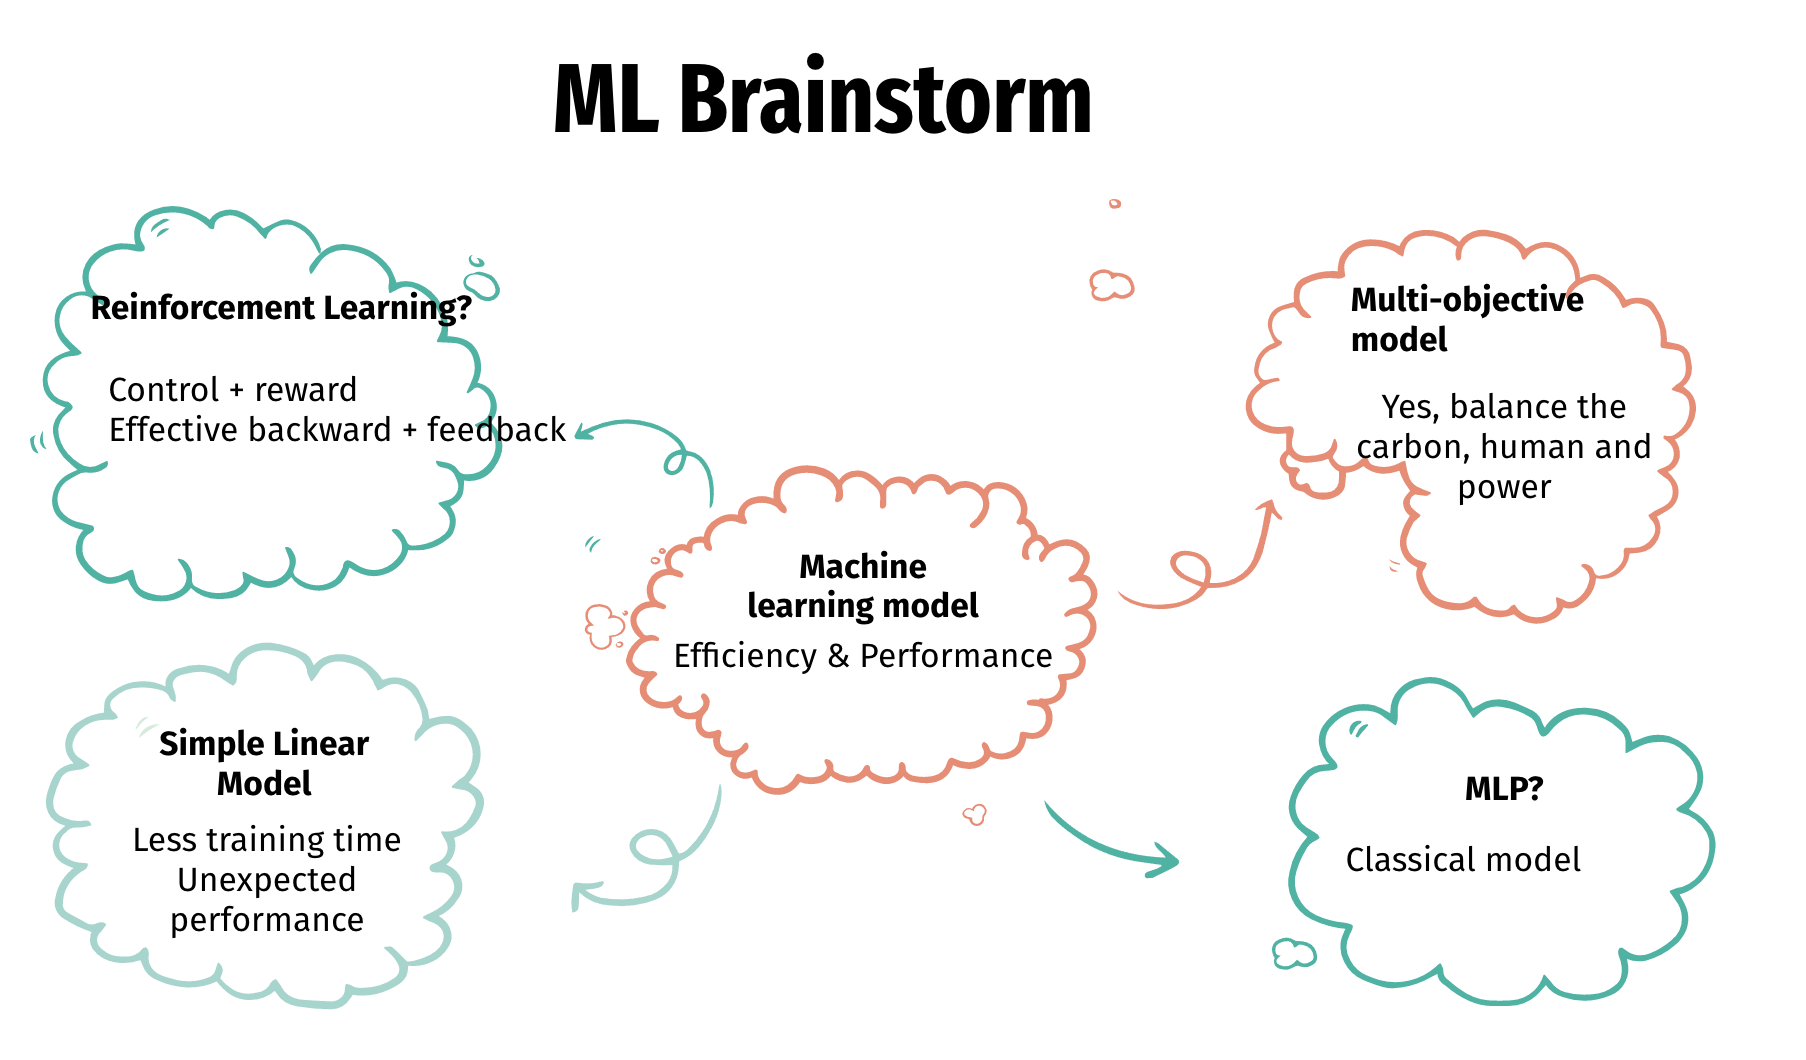 ML Brainstorm
Reinforcement Learning?
Control + reward
Effective backward + feedback
Multi-objective
model
Yes, balance the
carbon, human and
power
Machine
learning model
Efficiency & Performance
Simple Linear
Model
Less training time
Unexpected
performance
MLP?
Classical model